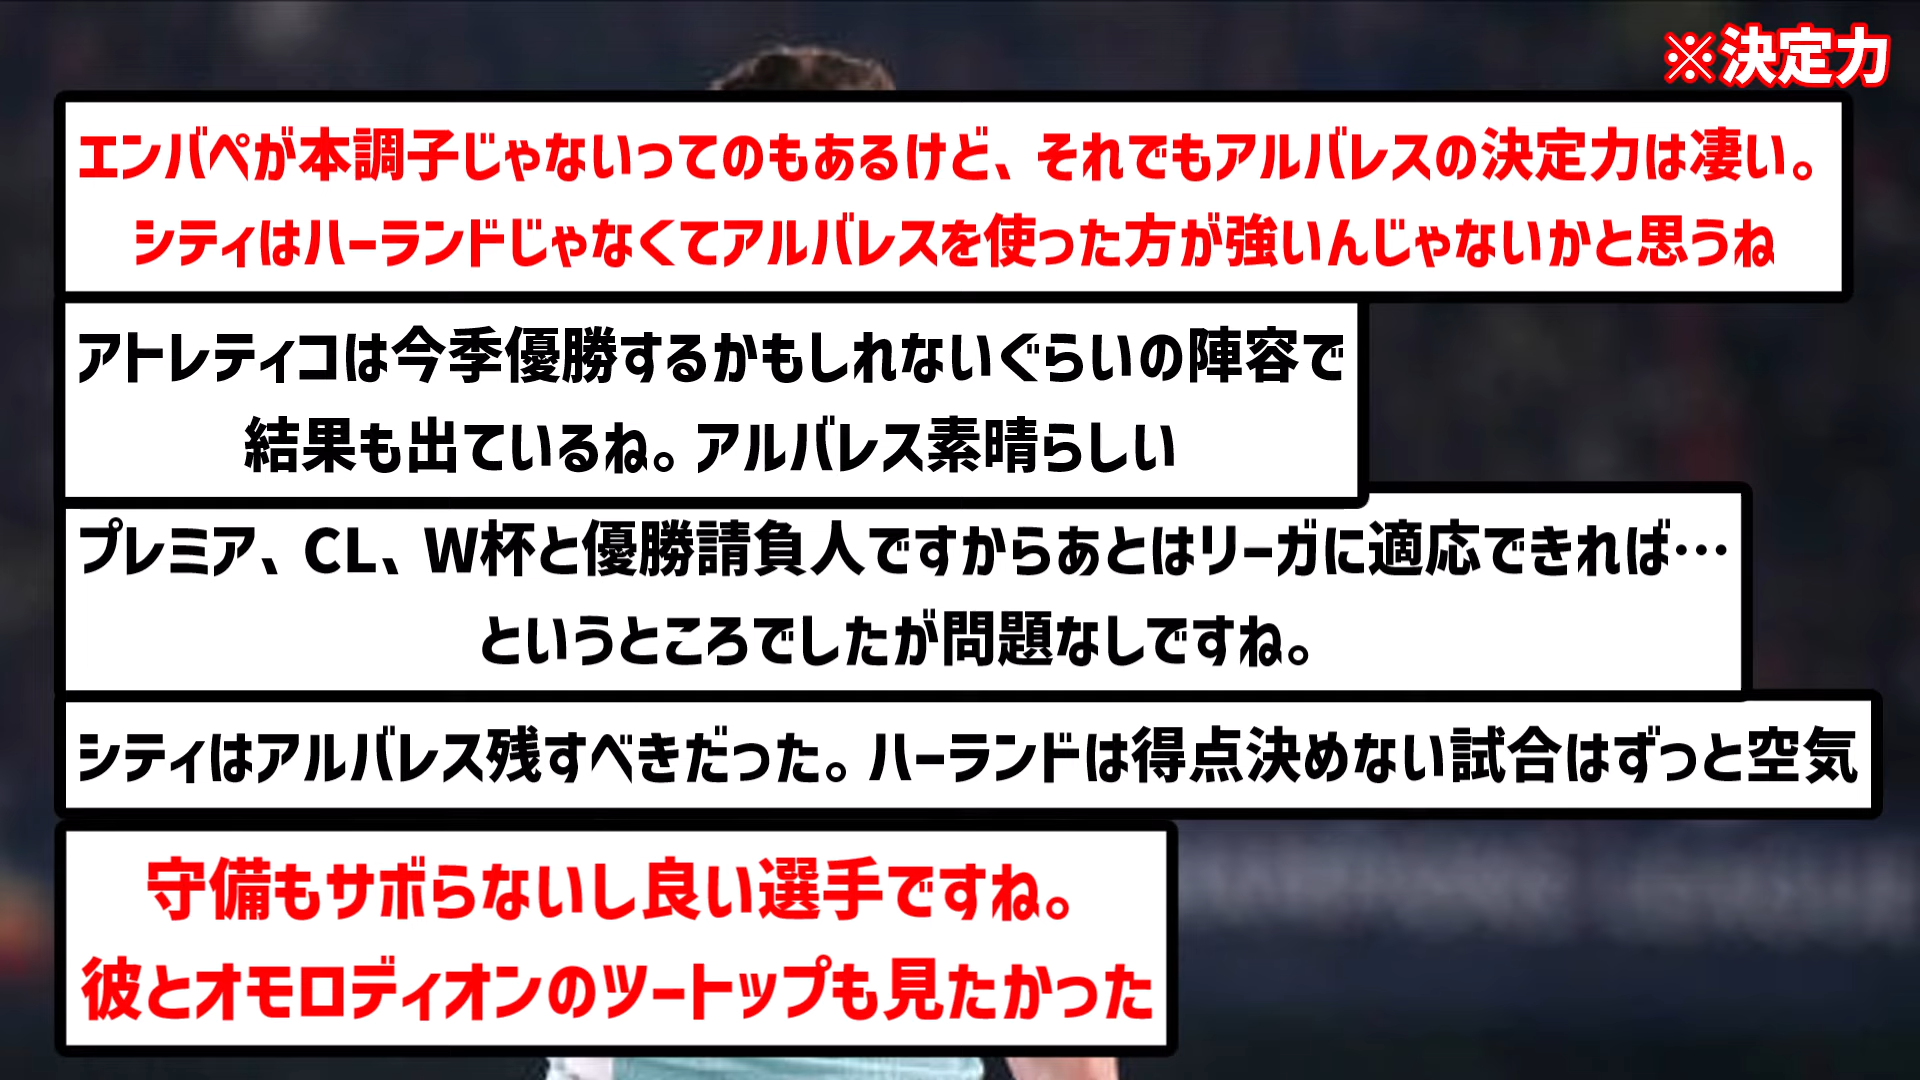 ※決定力
エンバペが本調子じゃないってのもあるけど、それでもアルバレスの決定力は凄い。
シティはハーランドじゃなくてアルバレスを使った方が強いんじゃないかと思うね
アトレティコは今季優勝するかもしれないぐらいの陣容で
結果も出ているね。アルバレス素晴らしい
プレミア、CL、W杯と優勝請負人ですからあとはリーガに適応できれば…
というところでしたが問題なしですね。
シティはアルバレス残すべきだった。ハーランドは得点決めない試合はずっと空気
守備もサボらないし良い選手ですね。
彼とオモロディオンのツートップも見たかった